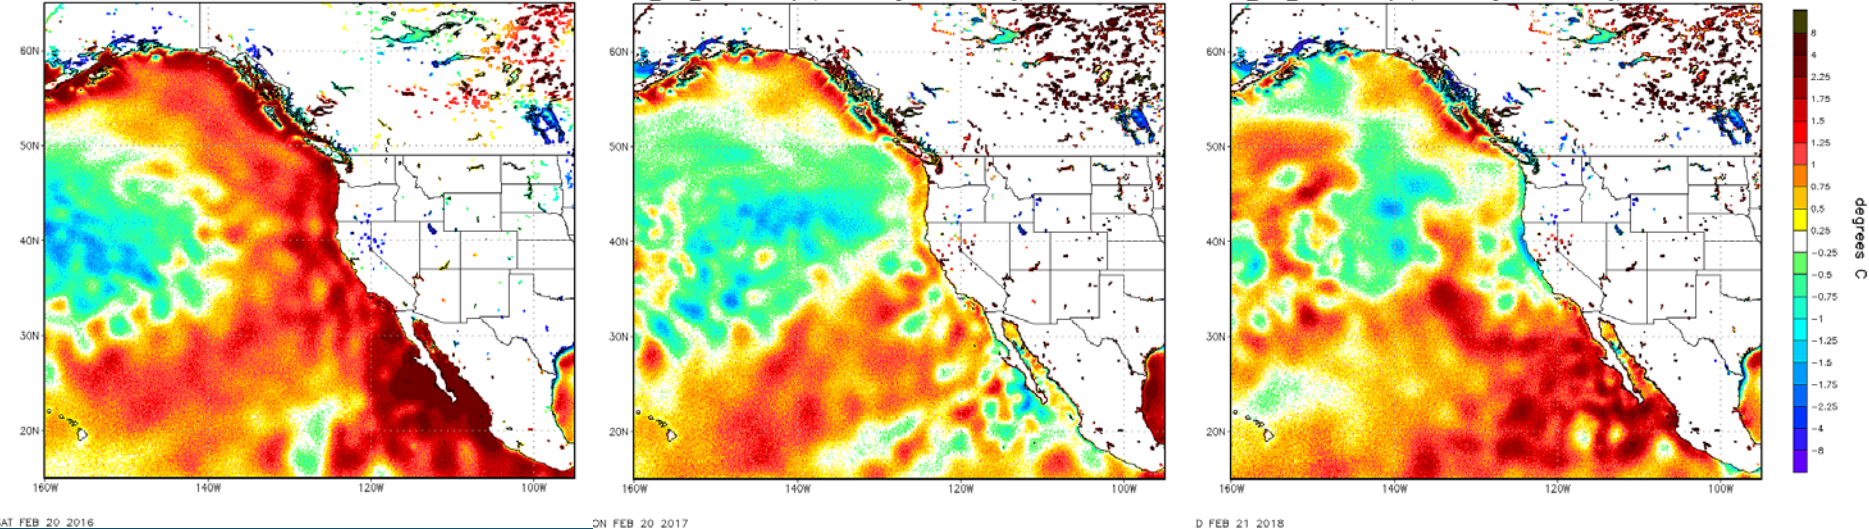 60N
50N
40N
30N
20N
160W 140W 120W 100W
AT FEB 20 2016
60N
50N
40N
30N
20N
160W 140W 120W 100W
ON FEB 20 2017
60N
50N
40N
30N
20N
160W 140W 120W 100W
D FEB 21 2018
8
4
2.25
1.75
1.5
1.25
1
0.75
0.5
0.25
-0.25
-0.5
-0.75
-1
-1.25
-1.5
-1.75
-2.25
-4
-8
degrees C